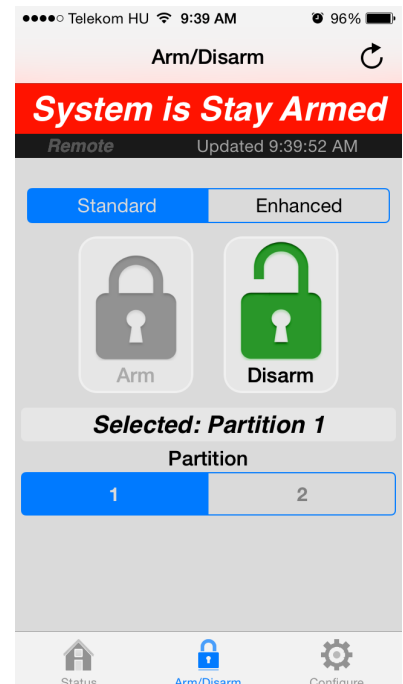 Telekom HU 9:39 AM 96%
Arm/Disarm
System is Stay Armed
Remote Updated 9:39:52 AM
Standard Enhanced
Arm Disarm
Selected: Partition 1
Partition
1 2
Status Arm/Disarm Configure